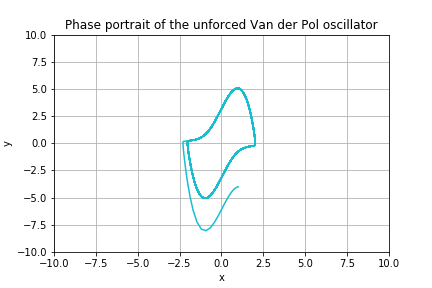 Phase portrait of the unforced Van der Pol oscillator
10.0
7.5
5.0
2.5
0.0
−2.5
−5.0
−7.5
−10.0
y
−10.0 −7.5 −5.0 −2.5 0.0 2.5 5.0 7.5 10.0
x